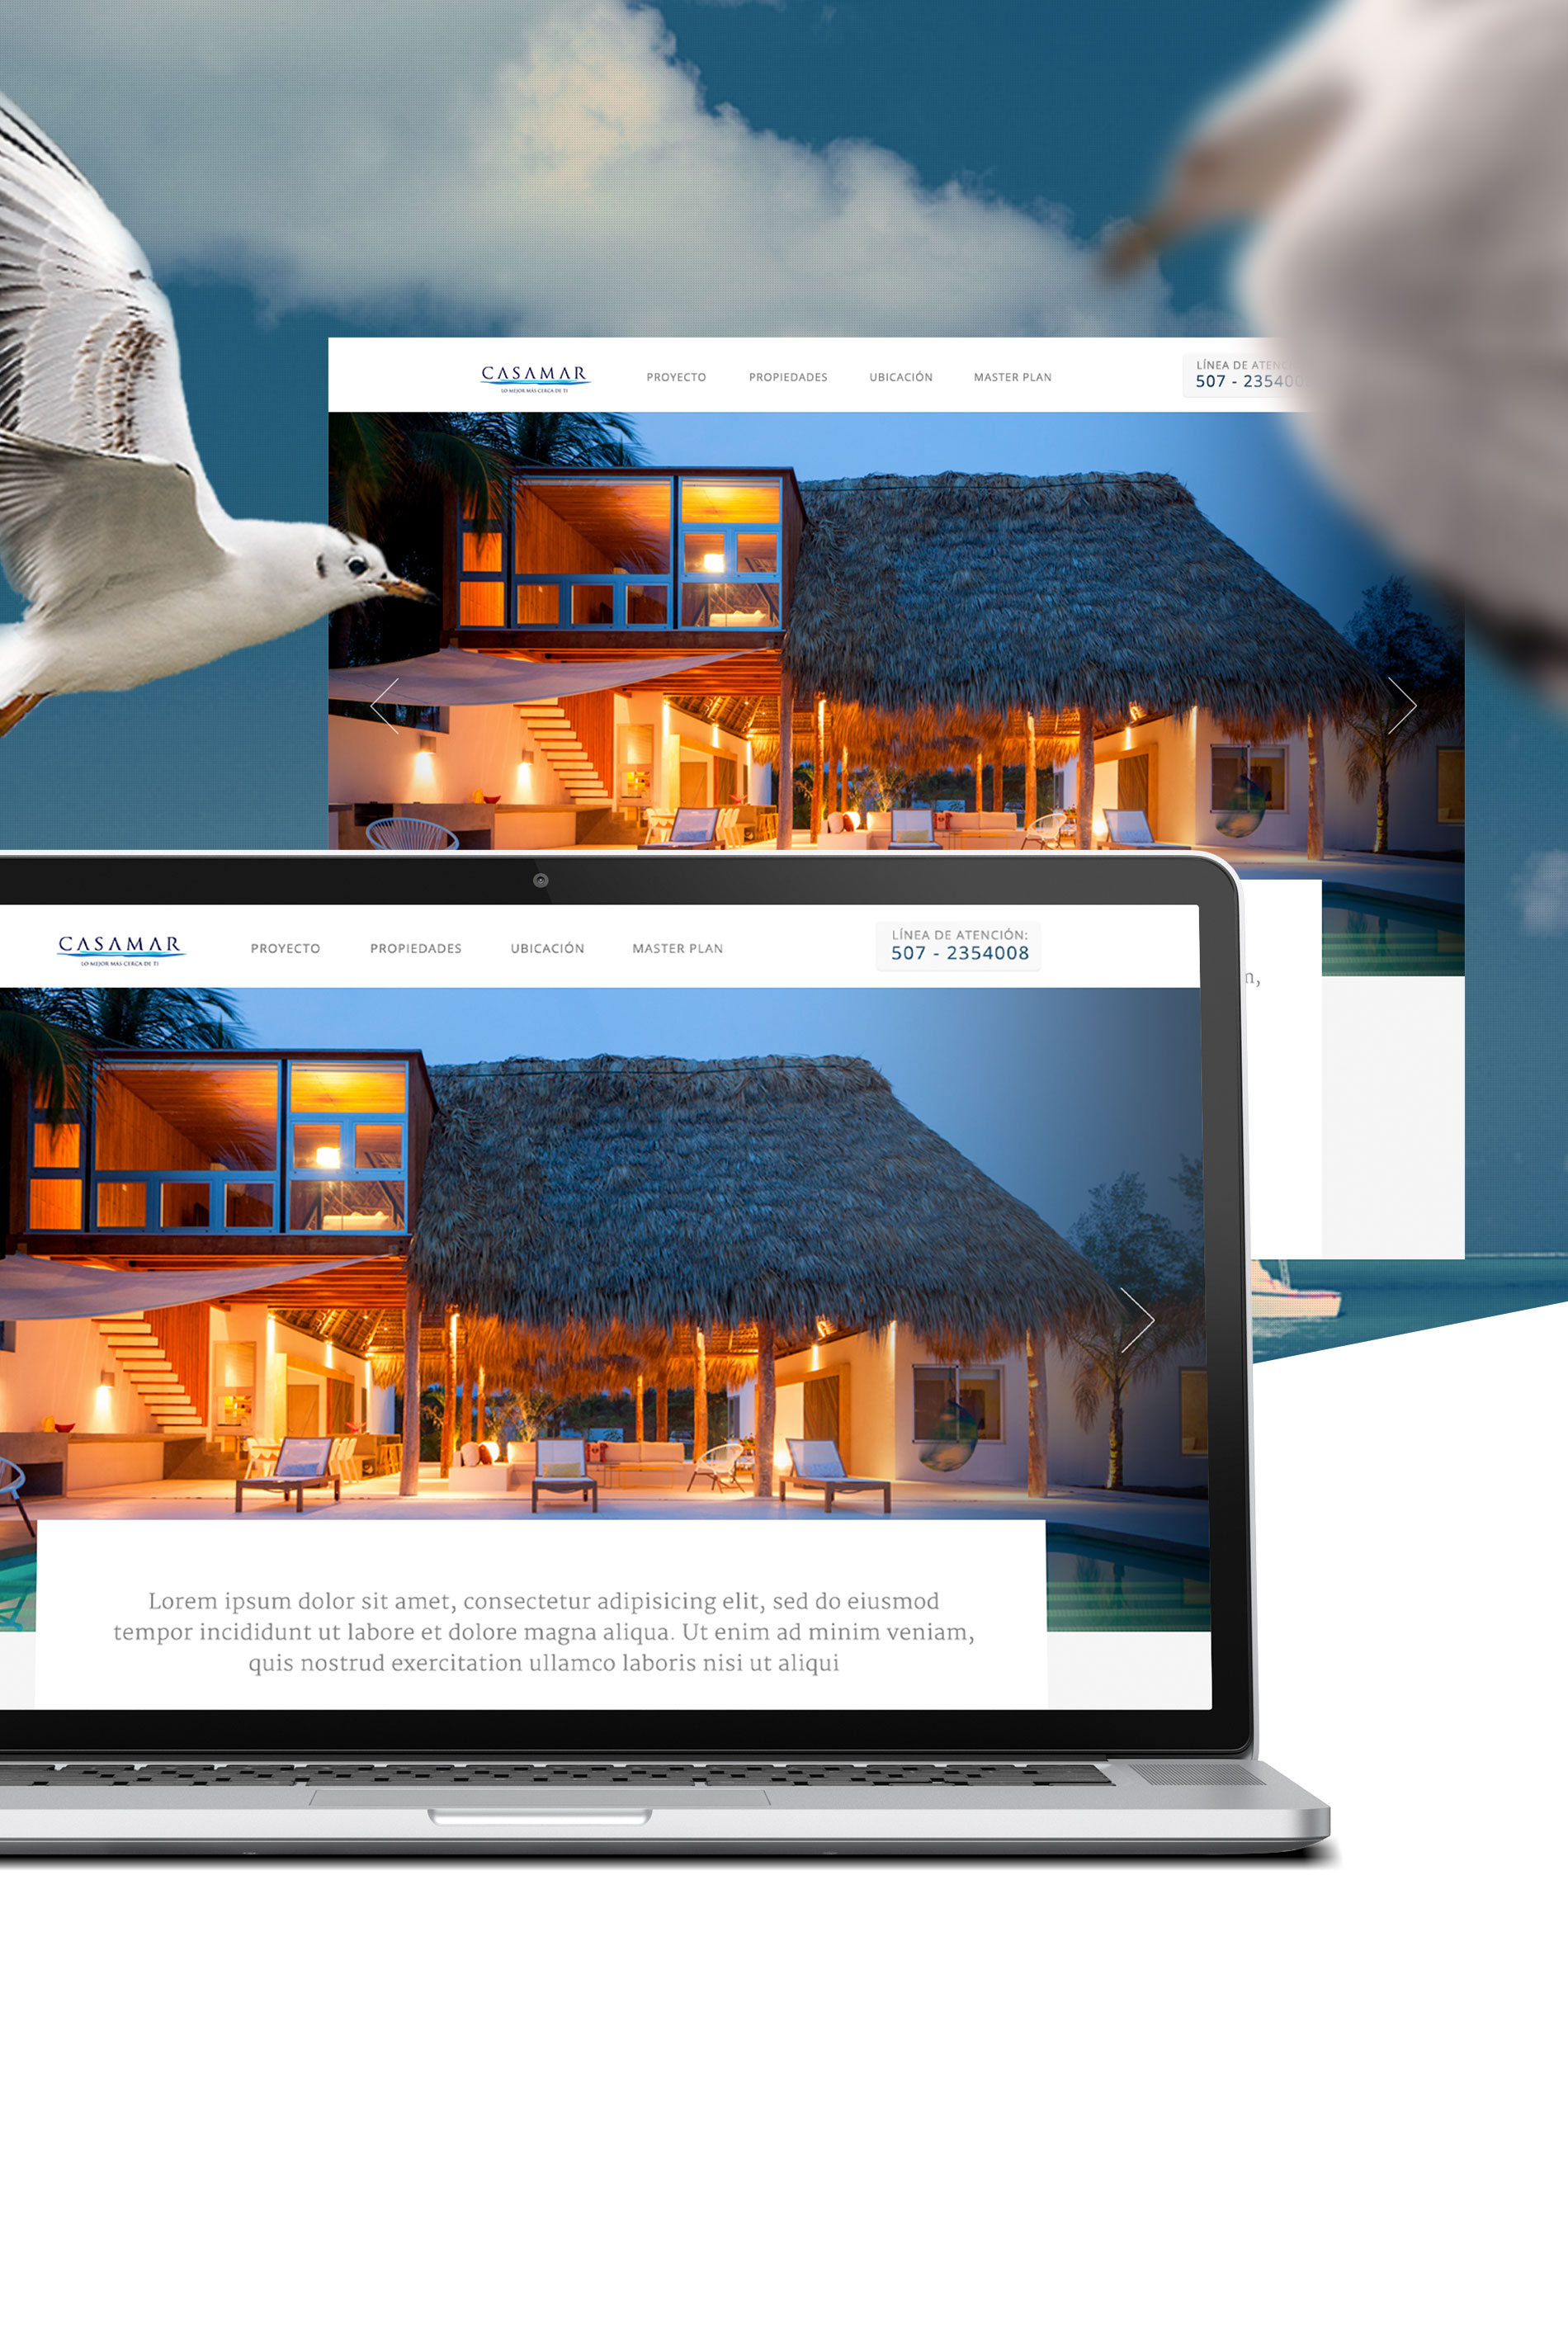 CASAMAR
LO MEJOR MÁS CERCA DE TI
PROYECTO
PROPIEDADES
UBICACIÓN
MASTER PLAN
LÍNEA DE
507 - 235400
n,
CASAMAR
LO MEJOR MÁS CERCA DE TI
PROYECTO
PROPIEDADES
UBICACIÓN
MASTER PLAN
LÍNEA DE ATENCIÓN:
507 - 2354008
Lorem ipsum dolor sit amet, consectetur adipisicing elit, sed do eiusmod
tempor incididunt ut labore et dolore magna aliqua. Ut enim ad minim veniam,
quis nostrud exercitation ullamco laboris nisi ut aliqui